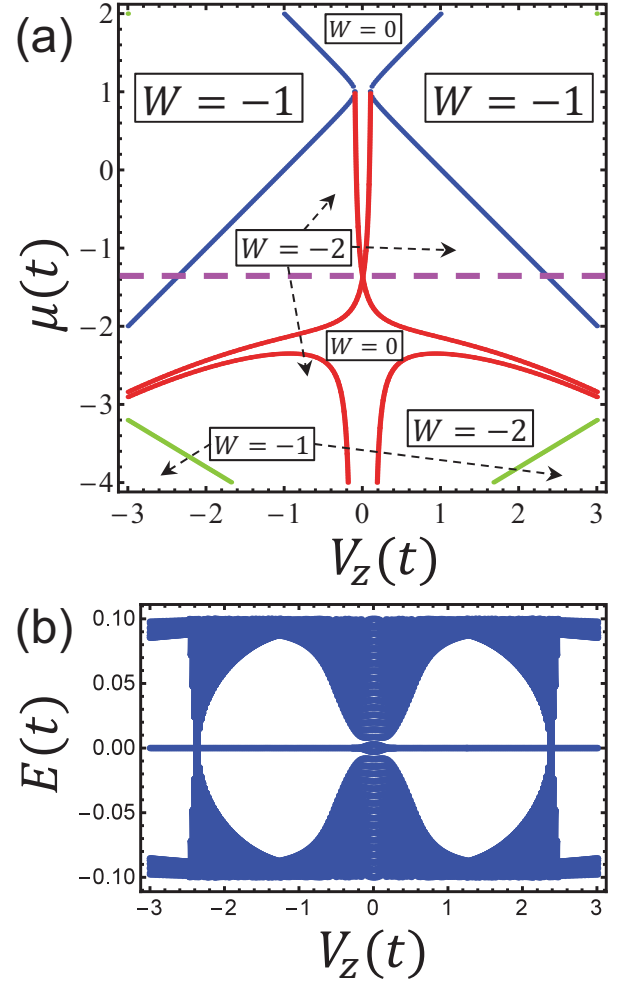 (a)
2
1
0
−1
−2
−3
−4
μ(t)
W = 0
W = −1
W = −1
W = −2
W = 0
W = −1
W = −2
−3 −2 −1 0 1 2 3
V_z(t)
(b)
0.10
0.05
0.00
−0.05
−0.10
E(t)
−3 −2 −1 0 1 2 3
V_z(t)